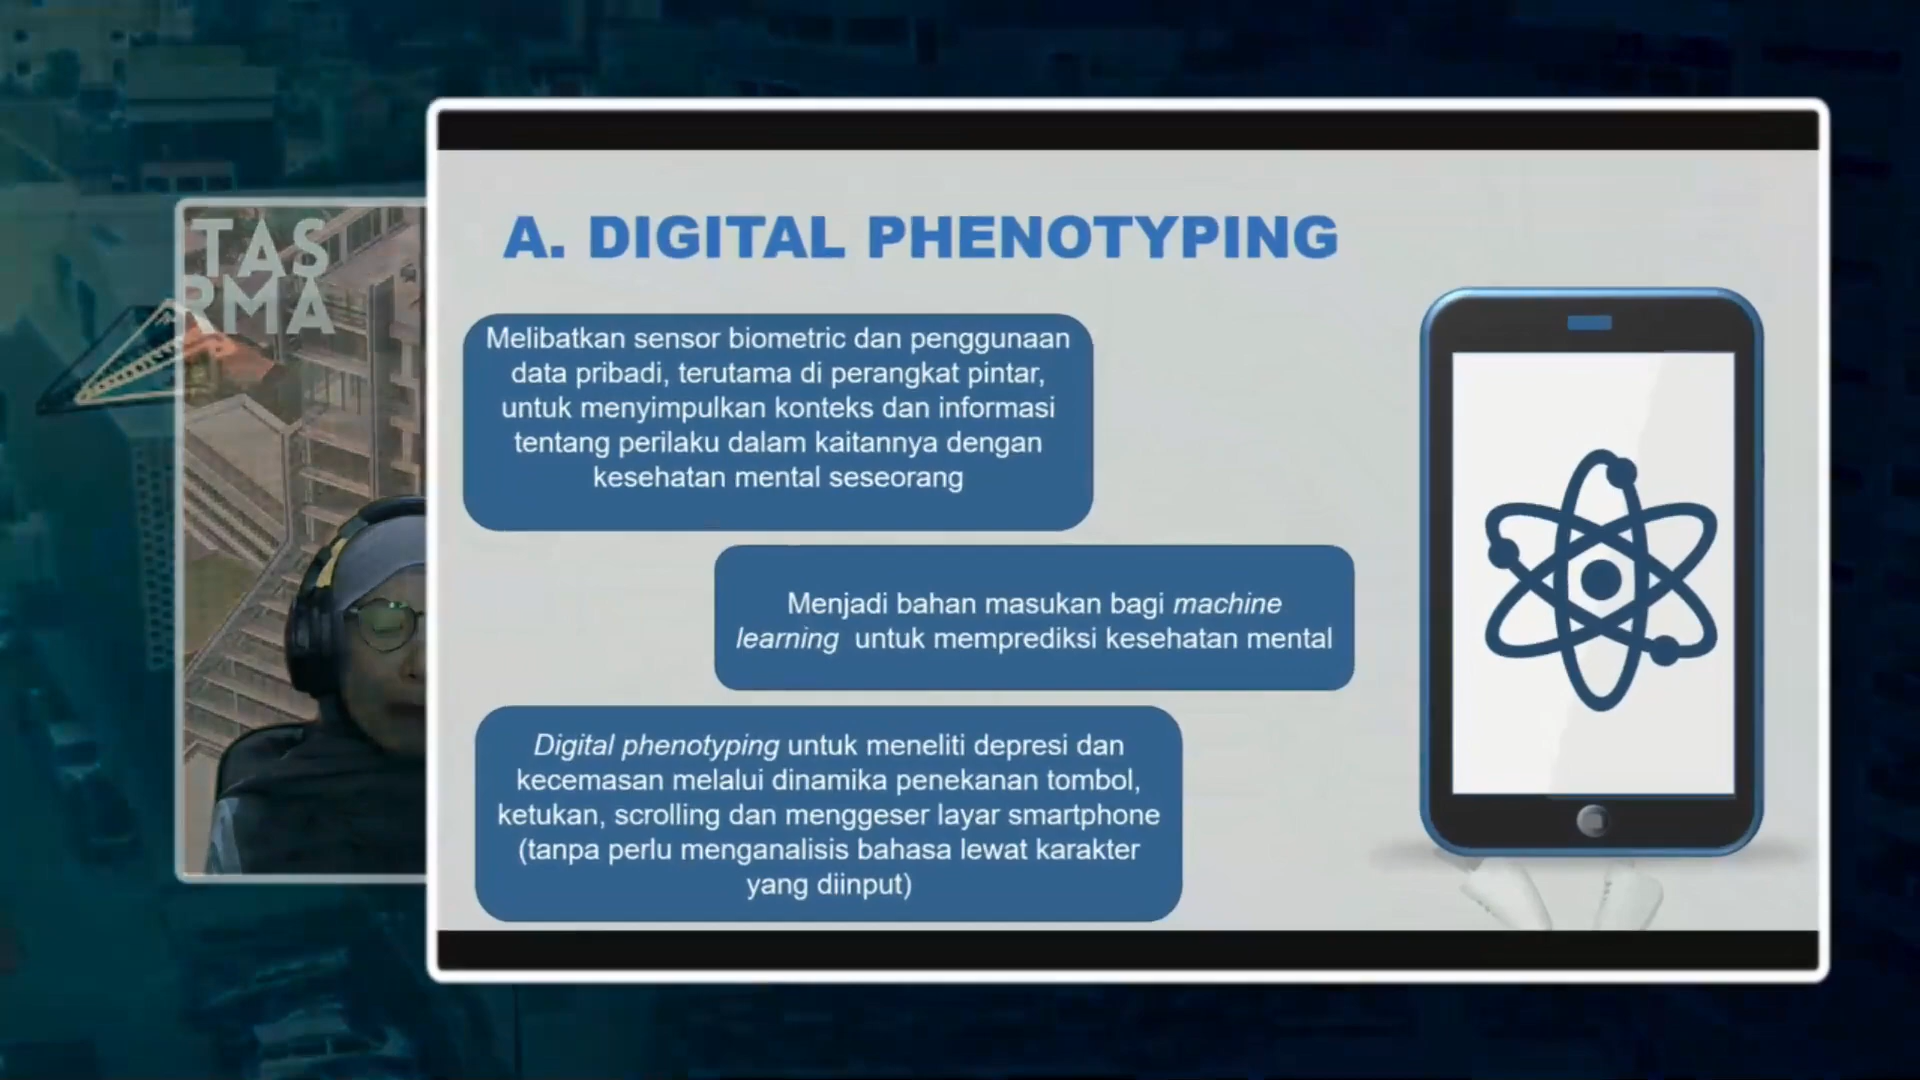 TAS
RMA
A. DIGITAL PHENOTYPING
Melibatkan sensor biometric dan penggunaan
data pribadi, terutama di perangkat pintar,
untuk menyimpulkan konteks dan informasi
tentang perilaku dalam kaitannya dengan
kesehatan mental seseorang
Menjadi bahan masukan bagi machine
learning untuk memprediksi kesehatan mental
Digital phenotyping untuk meneliti depresi dan
kecemasan melalui dinamika penekanan tombol,
ketukan, scrolling dan menggeser layar smartphone
(tanpa perlu menganalisis bahasa lewat karakter
yang diinput)